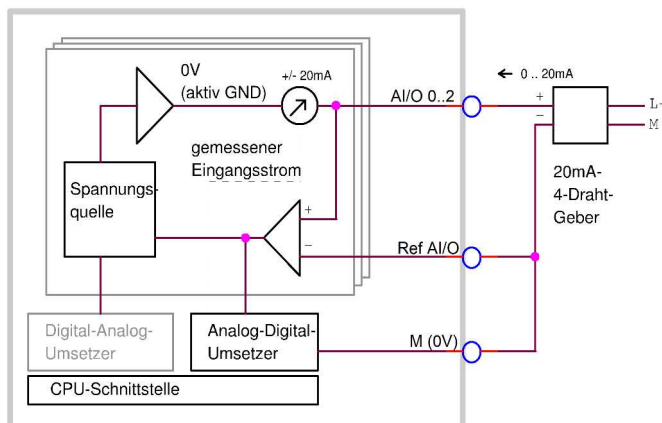 0V
(aktiv GND)
+/- 20mA
AI/O 0..2
0 .. 20mA
+
−
L-
M
gemessener
Eingangsstrom
Spannungs-
quelle
+
−
20mA-
4-Draht-
Geber
Ref AI/O
Digital-Analog-
Umsetzer
Analog-Digital-
Umsetzer
M (0V)
CPU-Schnittstelle